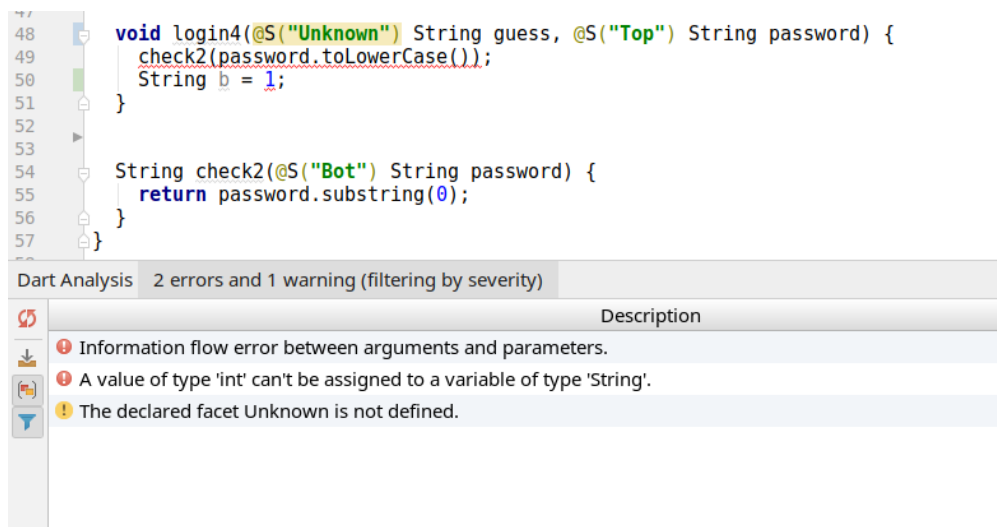 47
48 void login4(@S("Unknown") String guess, @S("Top") String password) {
49 check2(password.toLowerCase());
50 String b = 1;
51 }
52
53
54 String check2(@S("Bot") String password) {
55 return password.substring(0);
56 }
57 }
58
Dart Analysis 2 errors and 1 warning (filtering by severity)
Description
Information flow error between arguments and parameters.
A value of type 'int' can't be assigned to a variable of type 'String'.
The declared facet Unknown is not defined.